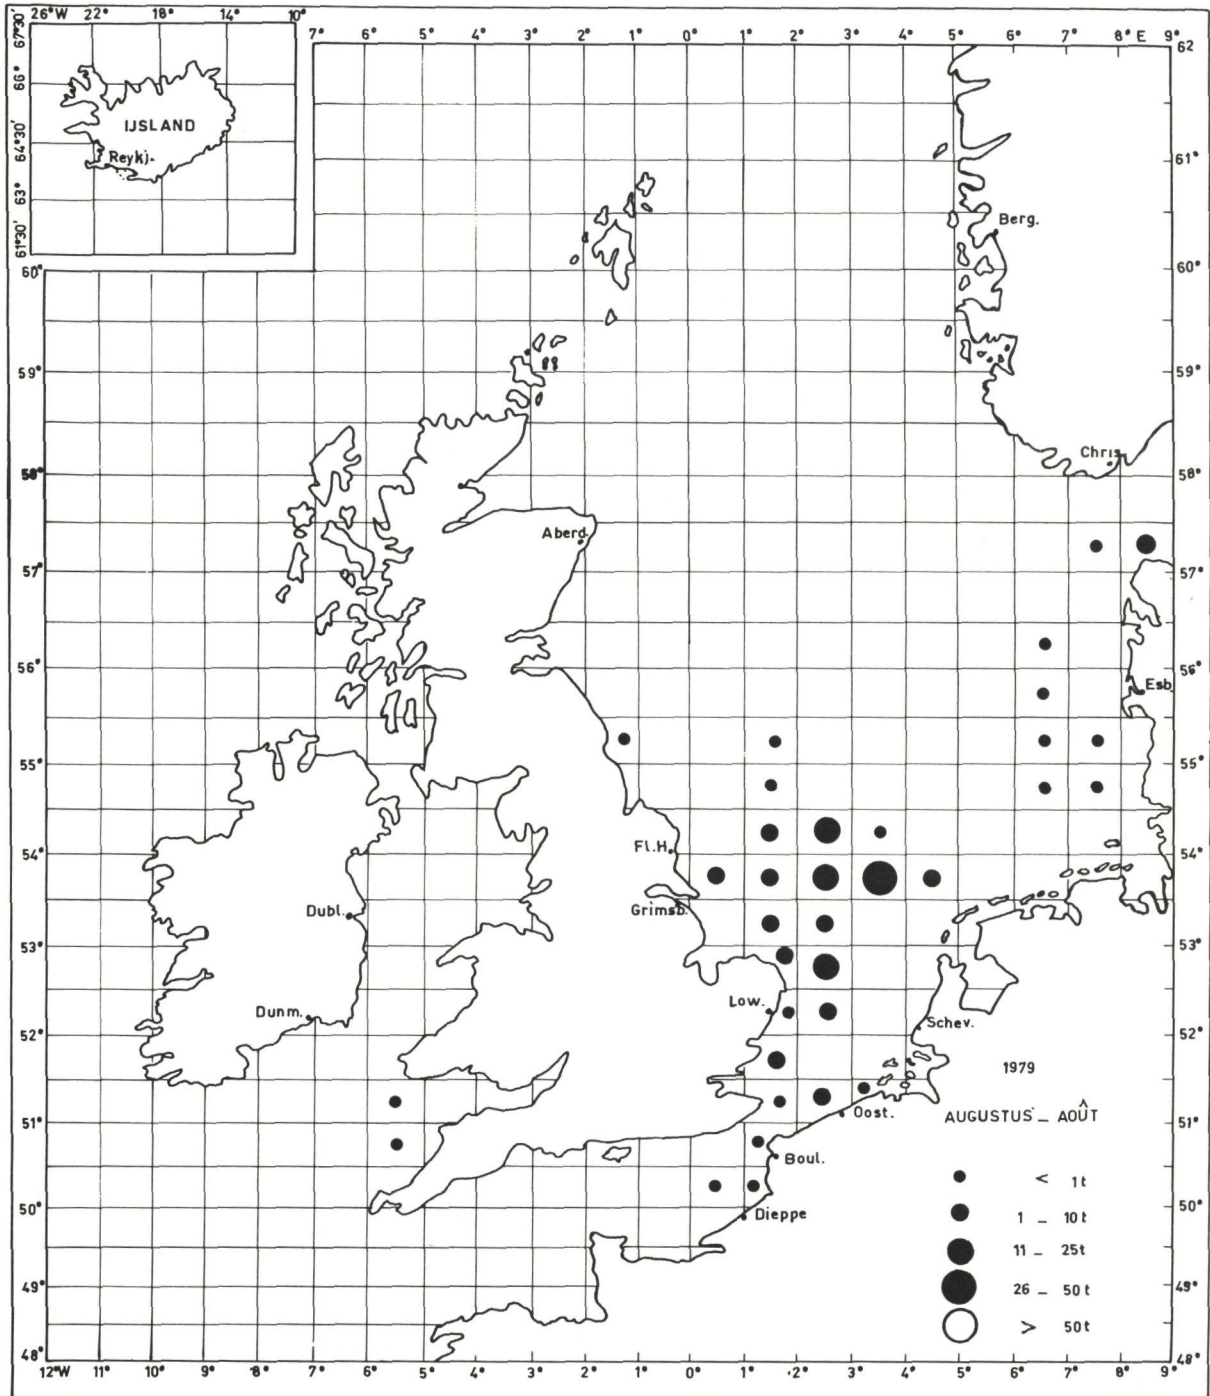 26°W 22° 18° 14° 10°
67°30'
66°
64°30'
63°
61°30'
IJSLAND
Reykj.
7° 6° 5° 4° 3° 2° 1° 0° 1° 2° 3° 4° 5° 6° 7° 8° E 9°
62
61°
Berg.
60° 60°
59° 59°
Chris
58° 58°
Aberd.
57° 57°
56° 56°
Esb
55° 55°
Fl.H.
54° 54°
Grimsb.
Dubl.
53° 53°
Low.
Dunm.
Schev.
52° 52°
1979
Oost.
AUGUSTUS _ AOÛT
51° 51°
Boul.
< 1t
50° 50°
Dieppe
1 _ 10t
11 _ 25t
49° 49°
26 _ 50t
> 50t
48° 48°
12°W 11° 10° 9° 8° 7° 6° 5° 4° 3° 2° 1° 0° 1° 2° 3° 4° 5° 6° 7° 8° 9°